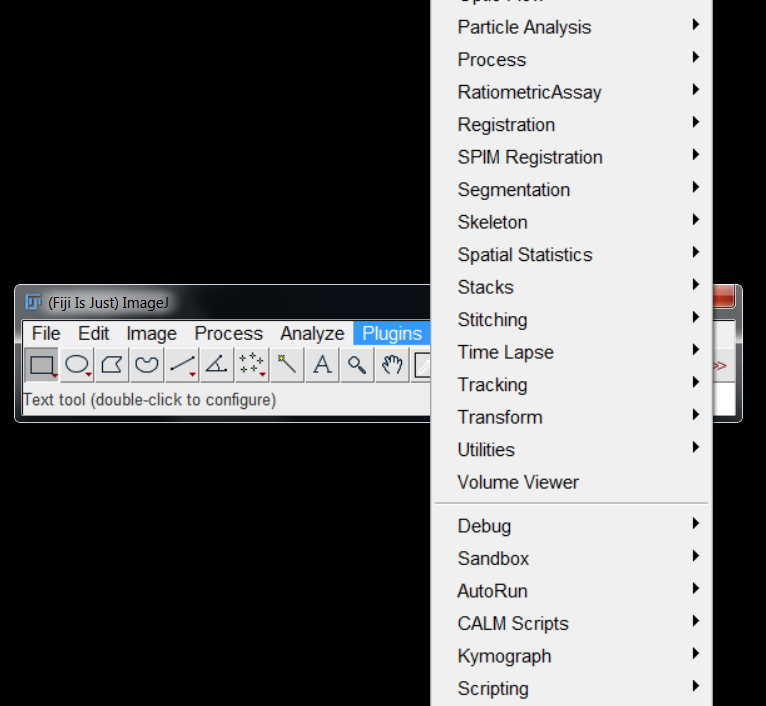 Particle Analysis
Process
RatiometricAssay
Registration
SPIM Registration
Segmentation
Skeleton
Spatial Statistics
Stacks
Stitching
Time Lapse
Tracking
Transform
Utilities
Volume Viewer
Debug
Sandbox
AutoRun
CALM Scripts
Kymograph
Scripting
(Fiji Is Just) ImageJ
File Edit Image Process Analyze Plugins
A
>>
Text tool (double-click to configure)